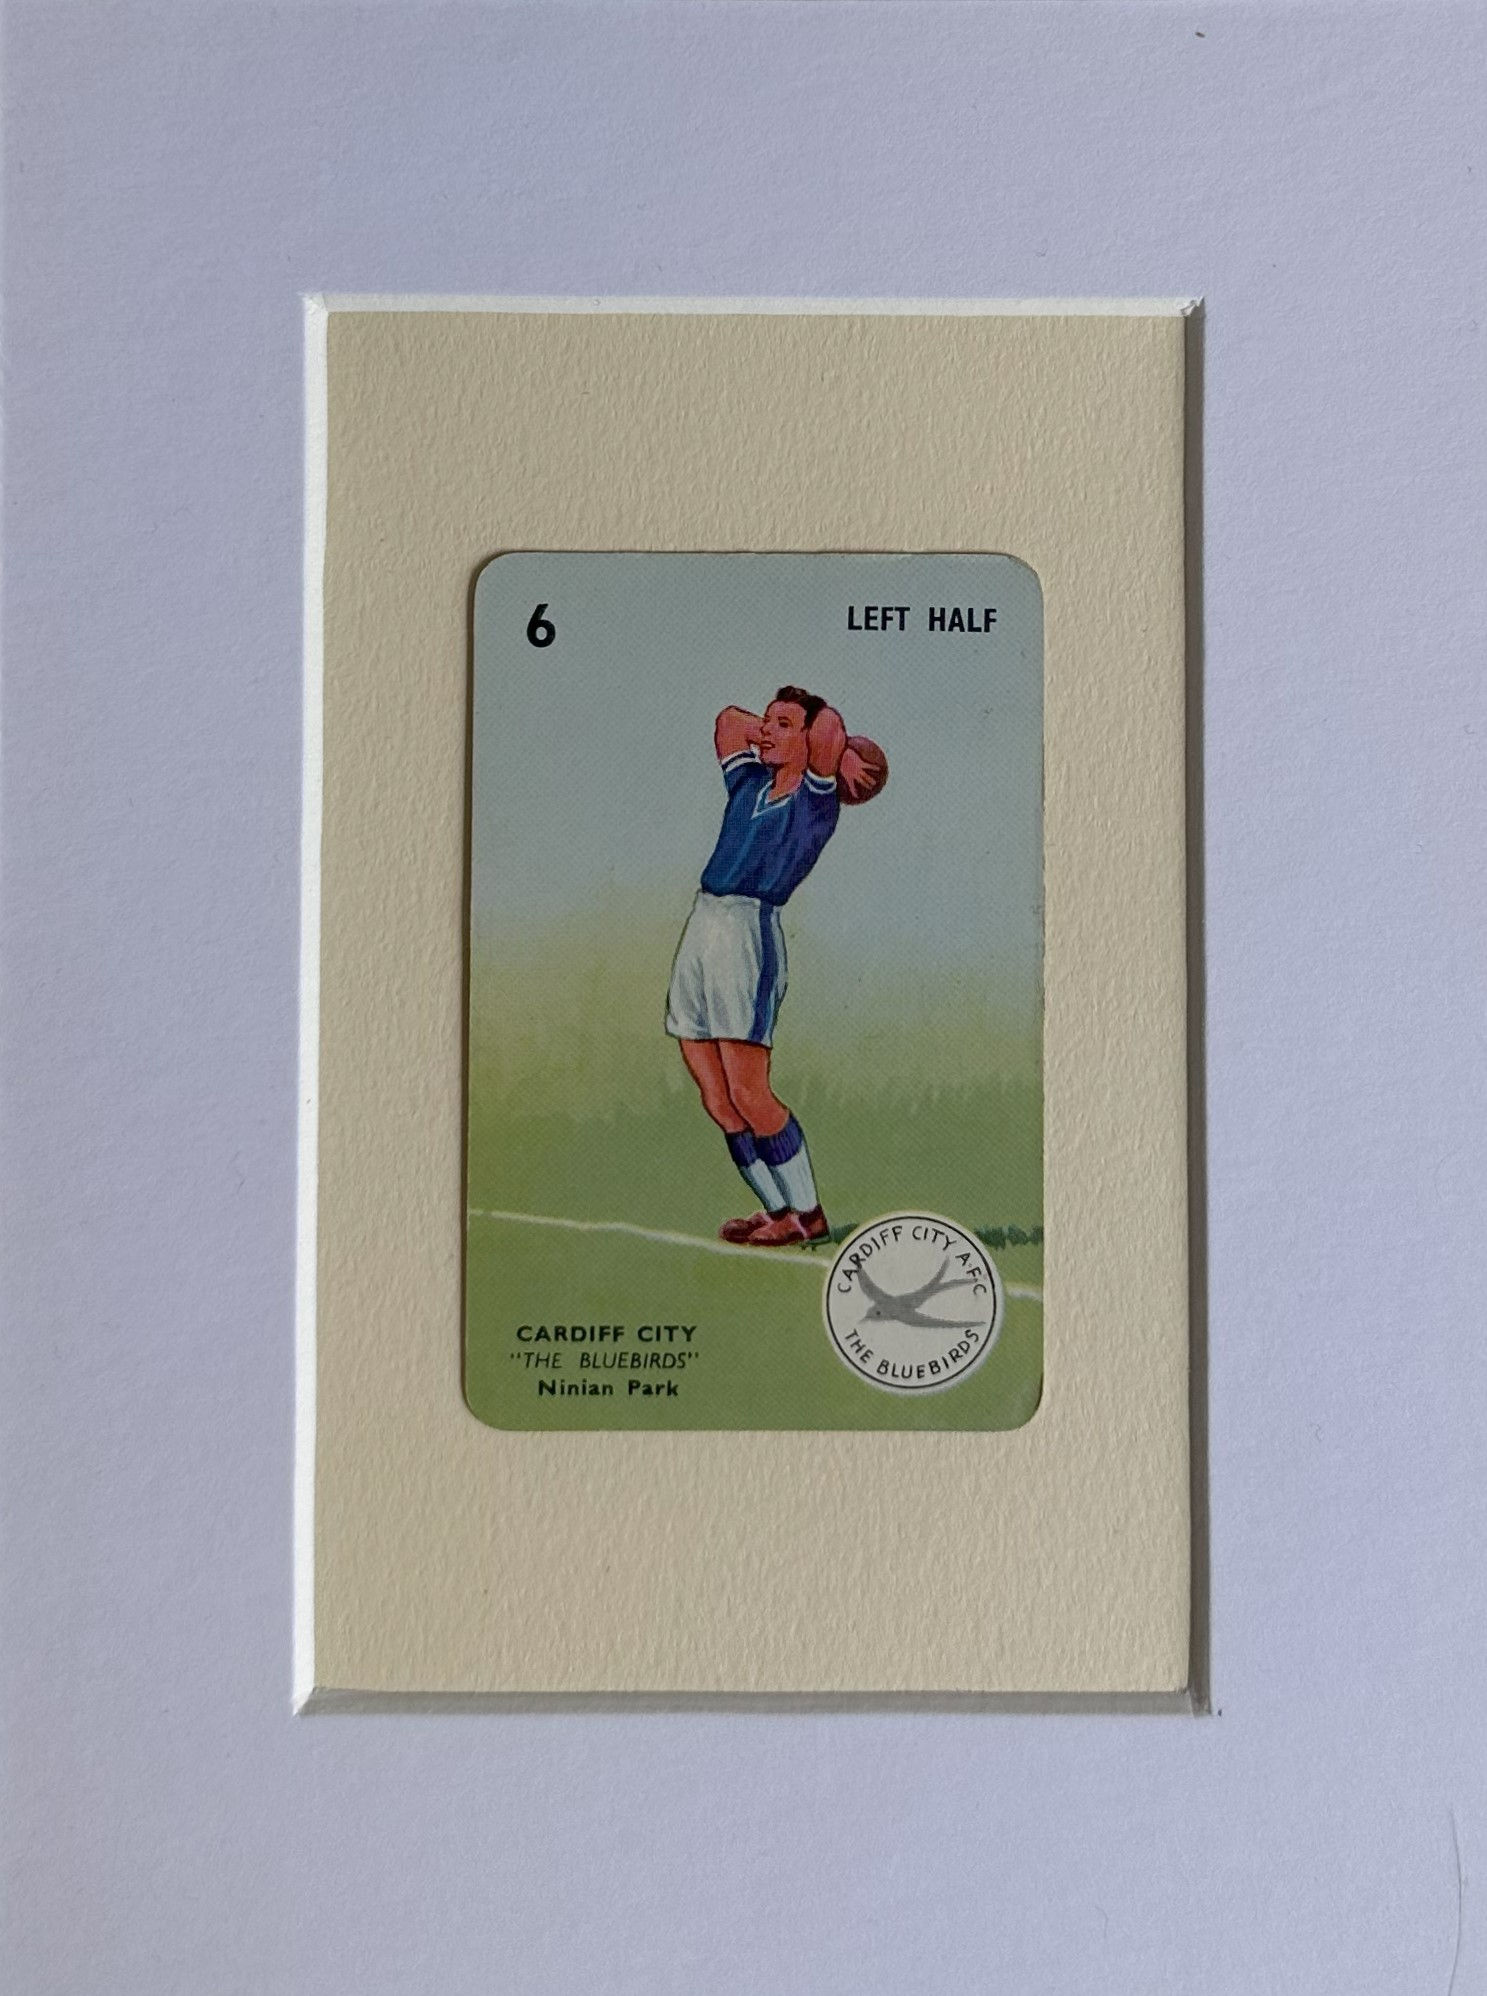 6
LEFT HALF
CARDIFF CITY
"THE BLUEBIRDS"
Ninian Park
CARDIFF CITY A.F.C
THE BLUEBIRDS